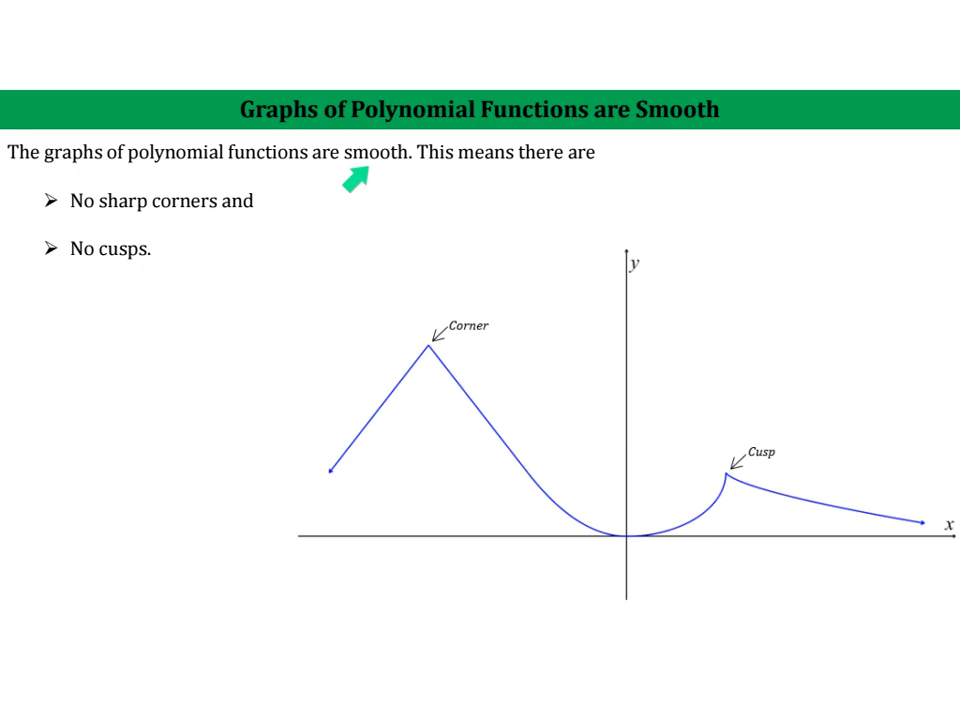 Graphs of Polynomial Functions are Smooth
The graphs of polynomial functions are smooth. This means there are
➢ No sharp corners and
➢ No cusps.
y
Corner
Cusp
x